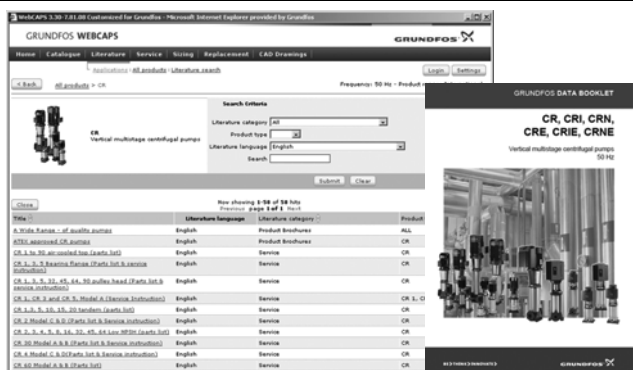 WebCAPS 3.30-7.01.08 Customized for Grundfos - Microsoft Internet Explorer provided by Grundfos
GRUNDFOS WEBCAPS
GRUNDFOS
Home Catalogue Literature Service Sizing Replacement CAD Drawings
Applications All products Literature search
Login Settings
< Back All products > CR
Frequency: 50 Hz - Product
Search Criteria
Literature category All
CR
Vertical multistage centrifugal pumps
Product type
Literature language English
Search
Submit Clear
Close
Now showing 1-58 of 58 hits
Previous page 1 of 1 Next
Title Literature language Literature category Product
A Wide Range - of quality pumps English Product Brochures ALL
ATEX approved CR pumps English Product Brochures CR
CR 1 to 90 air-cooled top (parts list) English Service CR
CR 1, 3, 5 Bearing flange (Parts list & service instruction) English Service CR
CR 1, 3, 5, 32, 45, 64, 90 pulley head (Parts list & service instruction) English Service CR
CR 1, CR 3 and CR 5, Model A (Service Instruction) English Service CR 1, C
CR 1,3, 5, 10, 15, 20 tandem (parts list) English Service CR
CR 2 Model C & D (Parts list & Service instruction) English Service CR
CR 2, 3, 4, 5, 8, 16, 32, 45, 64 Low NPSH (parts list) English Service CR
CR 30 Model A & B (Parts list & Service instruction) English Service CR
CR 4 Model C & D(Parts list & Service instruction) English Service CR
CR 60 Model A & B (Parts list) English Service CR
GRUNDFOS DATA BOOKLET
CR, CRI, CRN,
CRE, CRIE, CRNE
Vertical multistage centrifugal pumps
50 Hz
BE>THINK>INNOVATE>
GRUNDFOS